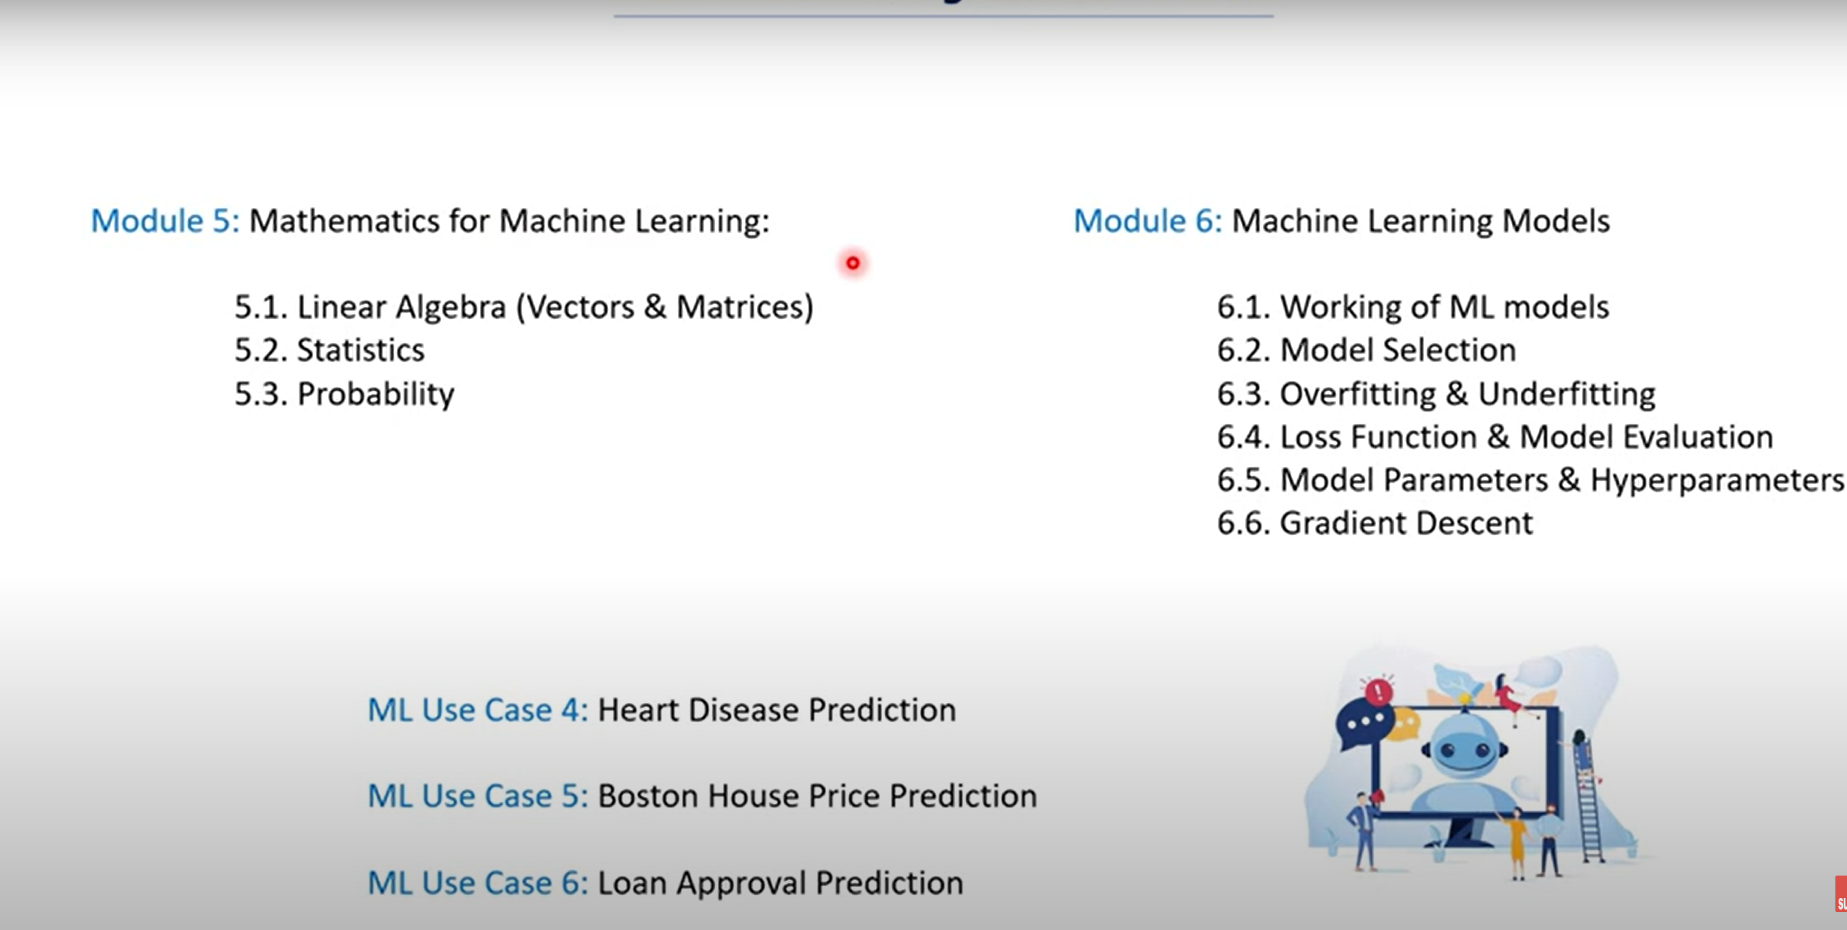 Module 5: Mathematics for Machine Learning:
5.1. Linear Algebra (Vectors & Matrices)
5.2. Statistics
5.3. Probability
Module 6: Machine Learning Models
6.1. Working of ML models
6.2. Model Selection
6.3. Overfitting & Underfitting
6.4. Loss Function & Model Evaluation
6.5. Model Parameters & Hyperparameters
6.6. Gradient Descent
ML Use Case 4: Heart Disease Prediction
ML Use Case 5: Boston House Price Prediction
ML Use Case 6: Loan Approval Prediction